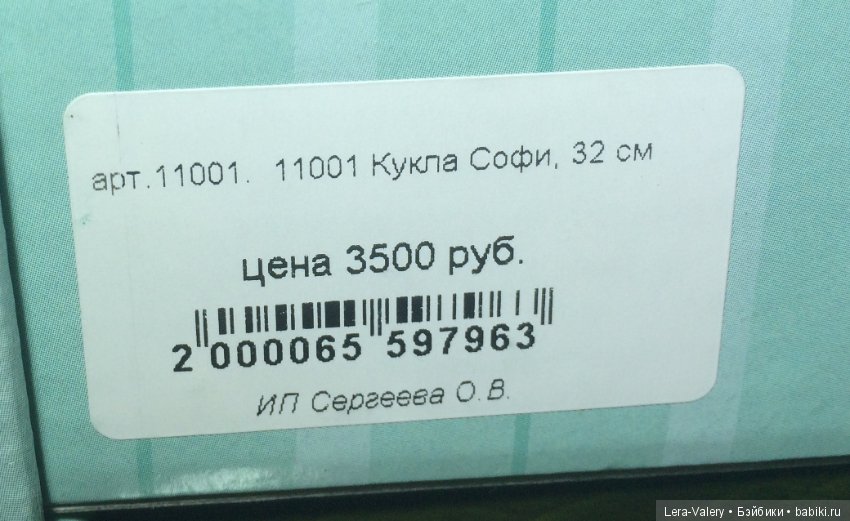 арт.11001. 11001 Кукла Софи, 32 см
цена 3500 руб.
2 000065 597963
ИП Сергеева О.В.
Lera-Valery • Бэйбики • babiki.ru